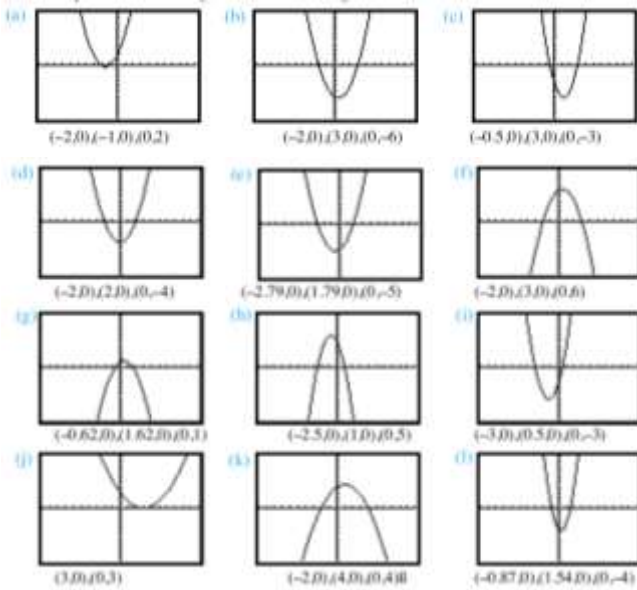 (a) (b) (c)
(–2,0),(–1,0),(0,2) (–2,0),(3,0),(0,–6) (–0.5,0),(3,0),(0,–3)
(d) (e) (f)
(–2,0),(2,0),(0,–4) (–2.79,0),(1.79,0),(0,–5) (–2,0),(3,0),(0,6)
(g) (h) (i)
(–0.62,0),(1.62,0),(0,1) (–2.5,0),(1,0),(0,5) (–3,0),(0.5,0),(0,–3)
(j) (k) (l)
(3,0),(0,3) (–2,0),(4,0),(0,4) (–0.87,0),(1.54,0),(0,–4)